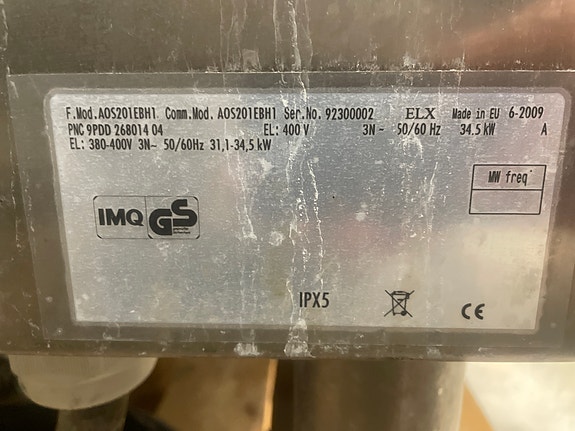 F.Mod. AOS201EBH1 Comm.Mod. AOS201EBH1 Ser.No. 92300002 ELX Made in EU 6-2009
PNC 9PDD 268014 04 EL: 400 V 3N~ 50/60 Hz 34.5 kW A
EL: 380-400V 3N~ 50/60Hz 31,1-34,5 kW
MW freq
IMQ GS
IPX5
CE